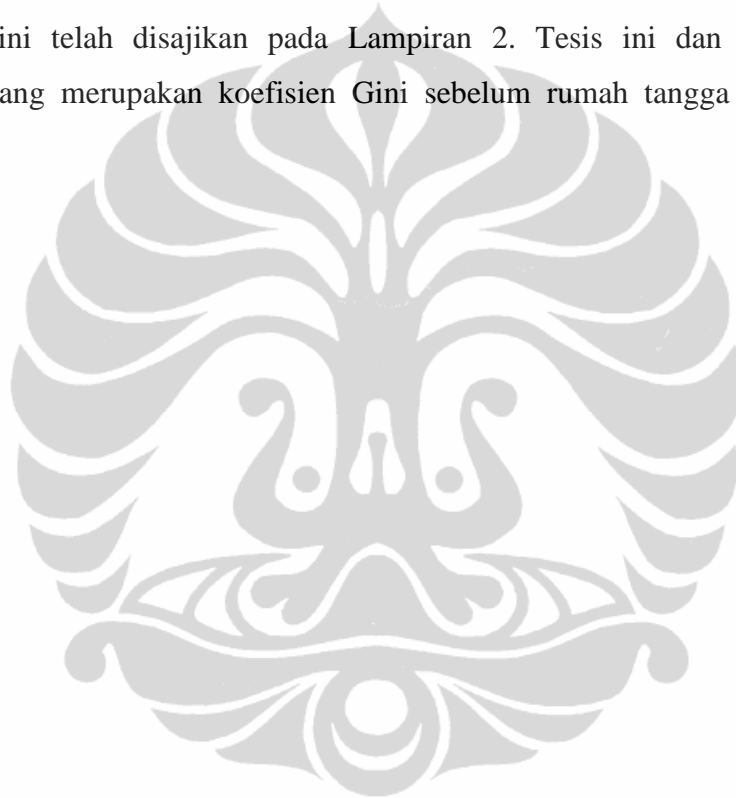 ini telah disajikan pada Lampiran 2. Tesis ini dan
ang merupakan koefisien Gini sebelum rumah tangga